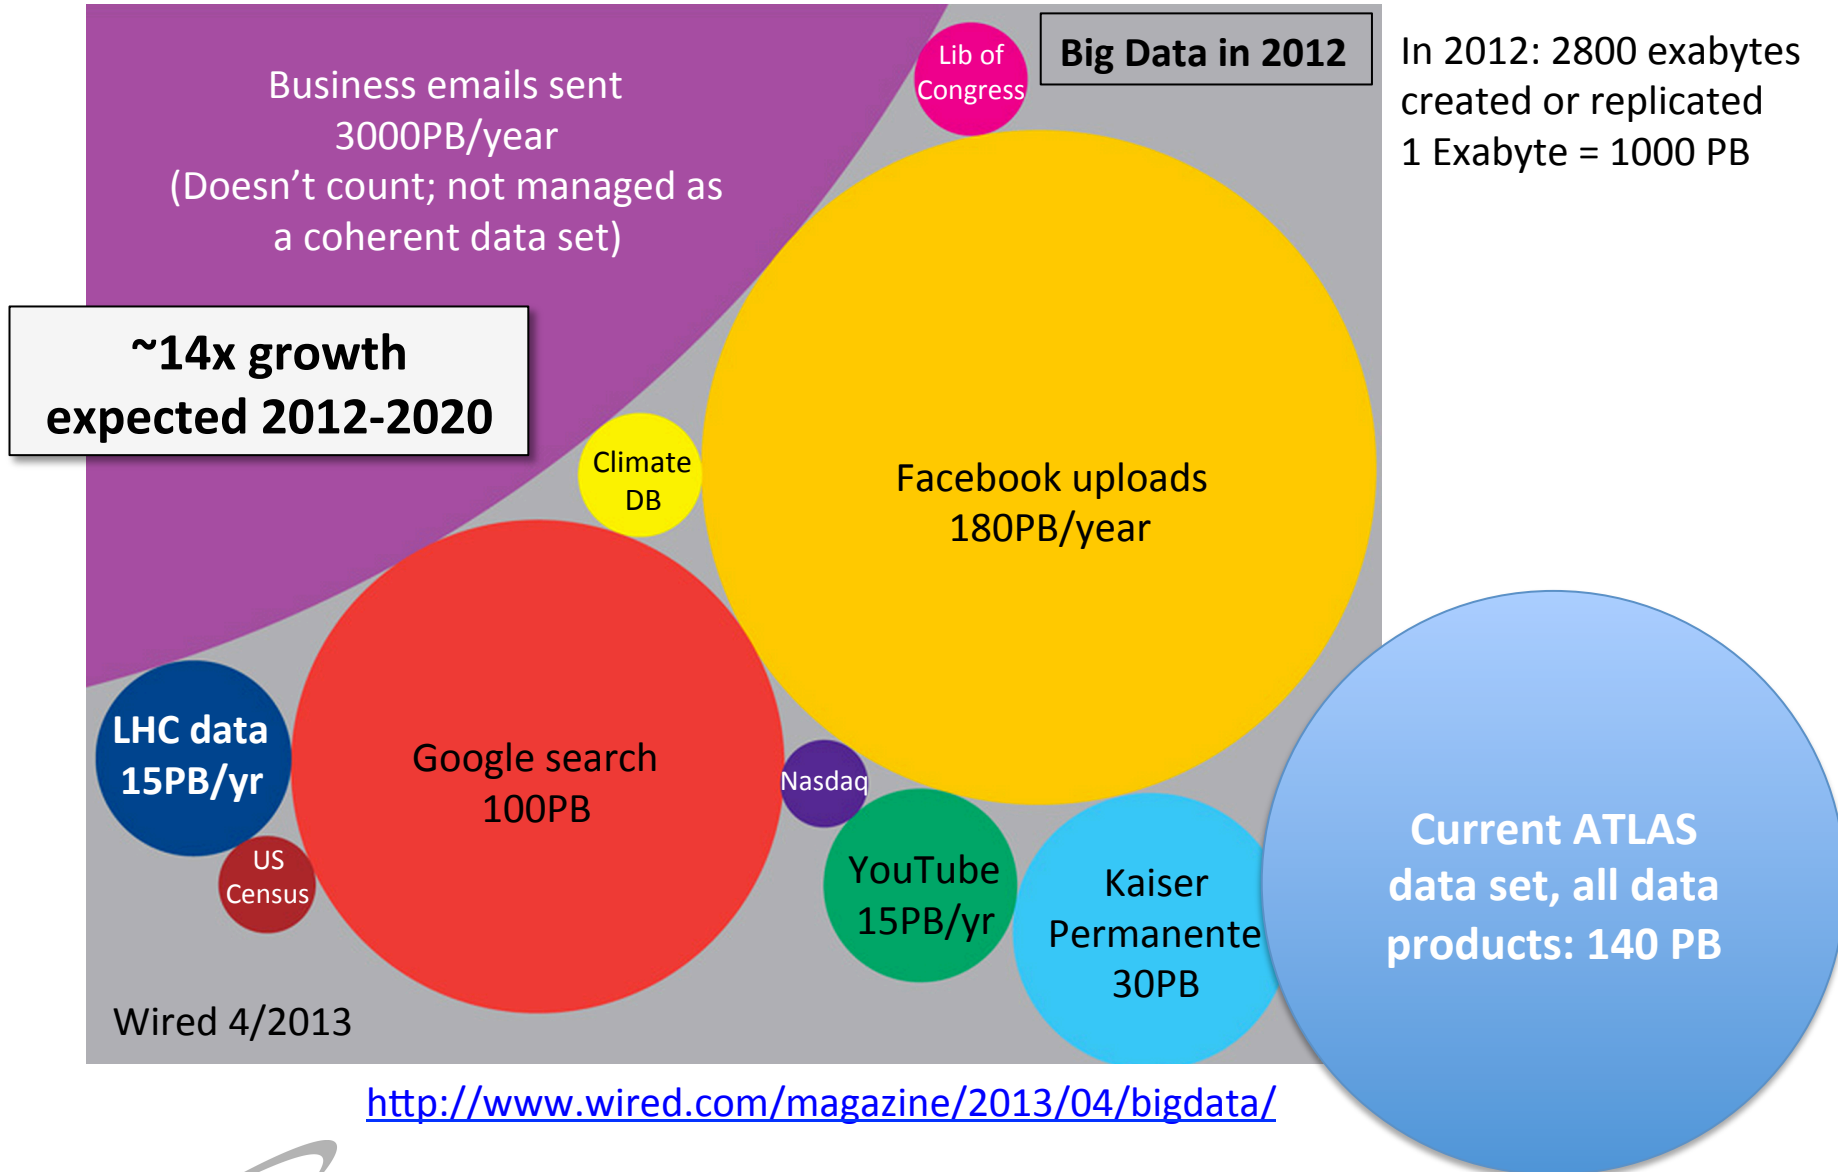 Business emails sent
3000PB/year
(Doesn't count; not managed as
a coherent data set)
Lib of
Congress
Big Data in 2012
In 2012: 2800 exabytes
created or replicated
1 Exabyte = 1000 PB
~14x growth
expected 2012-2020
Climate
DB
Facebook uploads
180PB/year
LHC data
15PB/yr
Google search
100PB
Nasdaq
US
Census
YouTube
15PB/yr
Kaiser
Permanente
30PB
Current ATLAS
data set, all data
products: 140 PB
Wired 4/2013
http://www.wired.com/magazine/2013/04/bigdata/